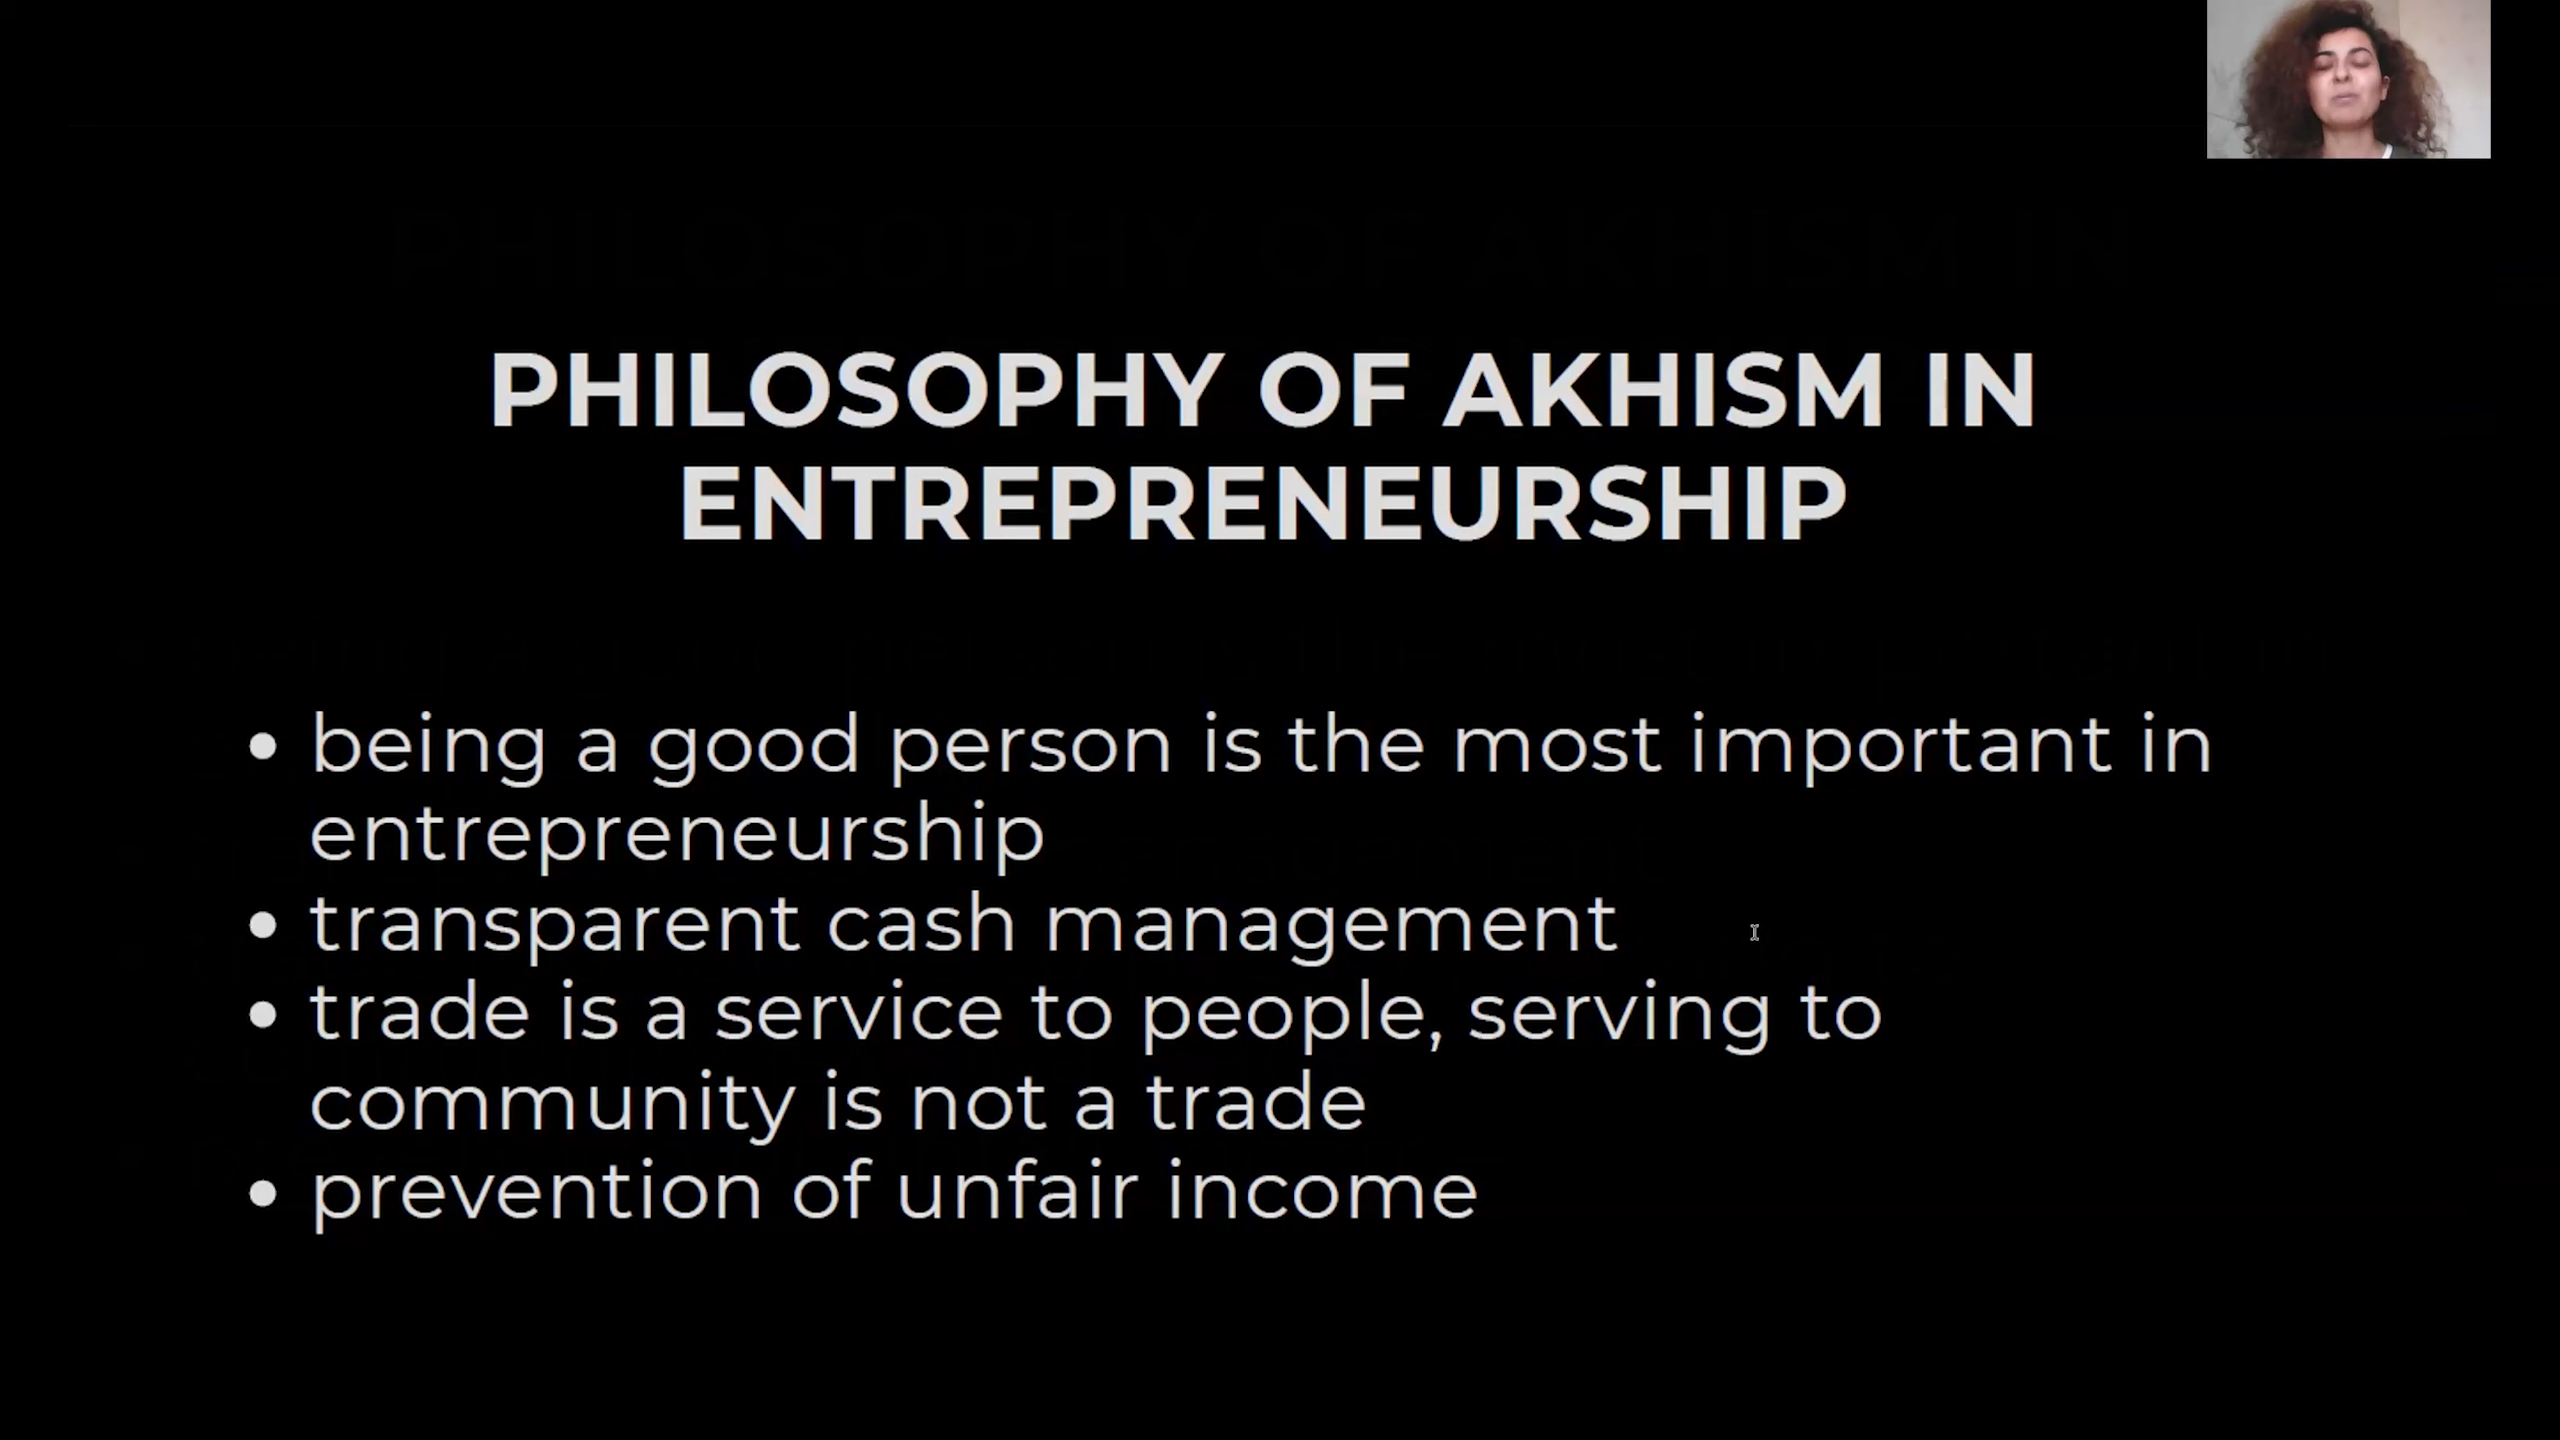 PHILOSOPHY OF AKHISM IN
ENTREPRENEURSHIP
• being a good person is the most important in
entrepreneurship
• transparent cash management
• trade is a service to people, serving to
community is not a trade
• prevention of unfair income